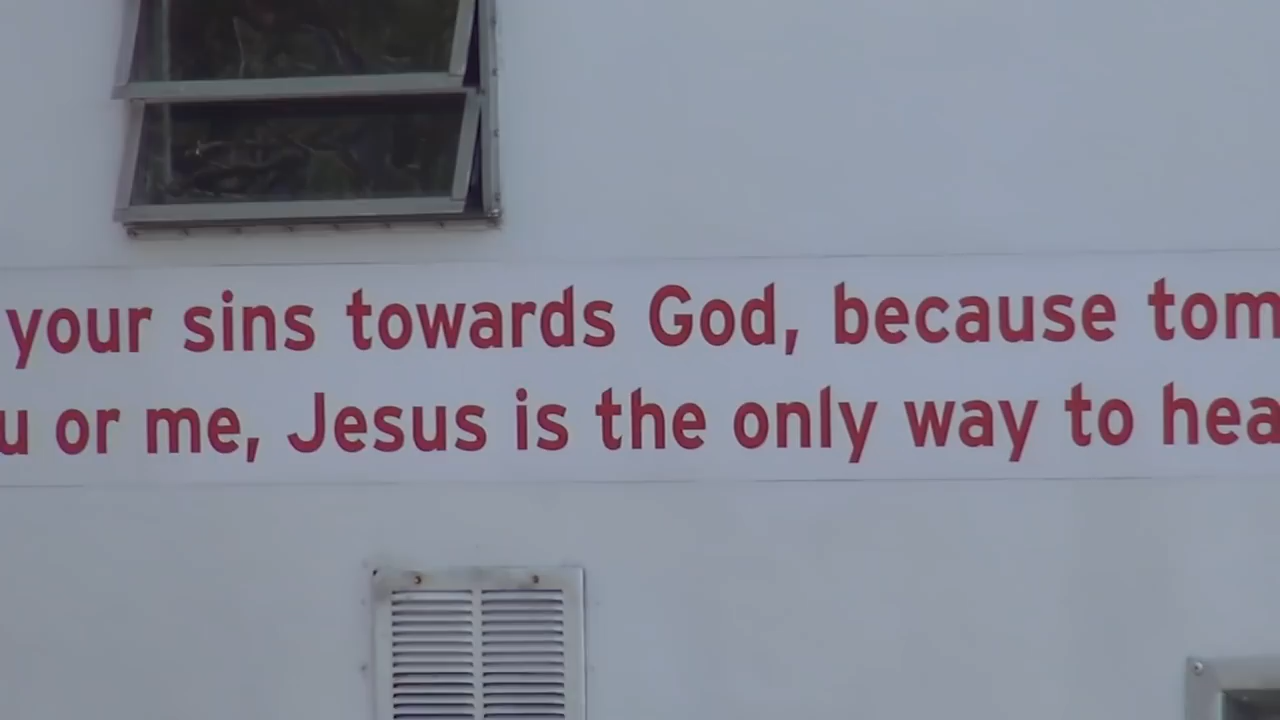 your sins towards God, because tom
u or me, Jesus is the only way to hea